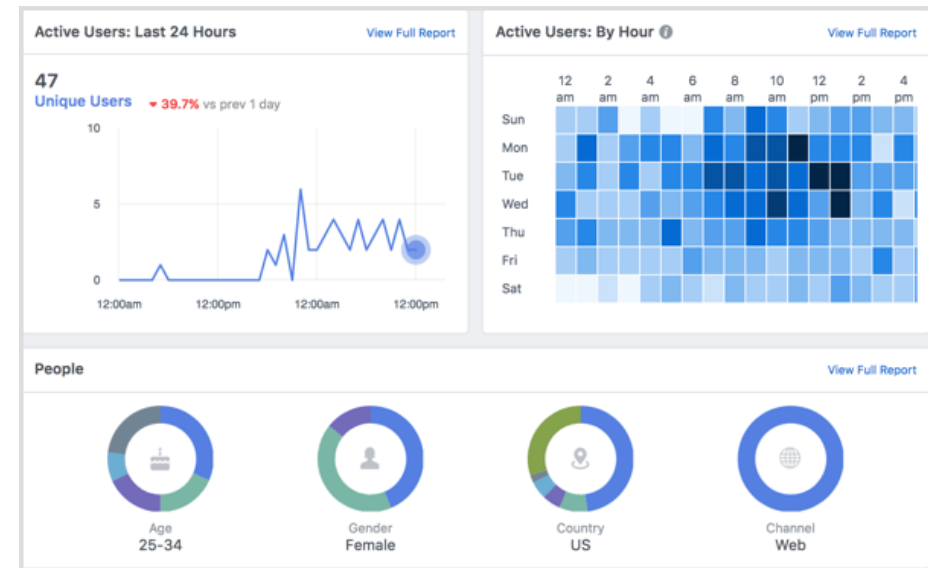 Active Users: Last 24 Hours View Full Report
47
Unique Users 39.7% vs prev 1 day
10
5
0
12:00am 12:00pm 12:00am 12:00pm
Active Users: By Hour i View Full Report
12 2 4 6 8 10 12 2 4
am am am am am am pm pm pm
Sun
Mon
Tue
Wed
Thu
Fri
Sat
People View Full Report
Age Gender Country Channel
25-34 Female US Web